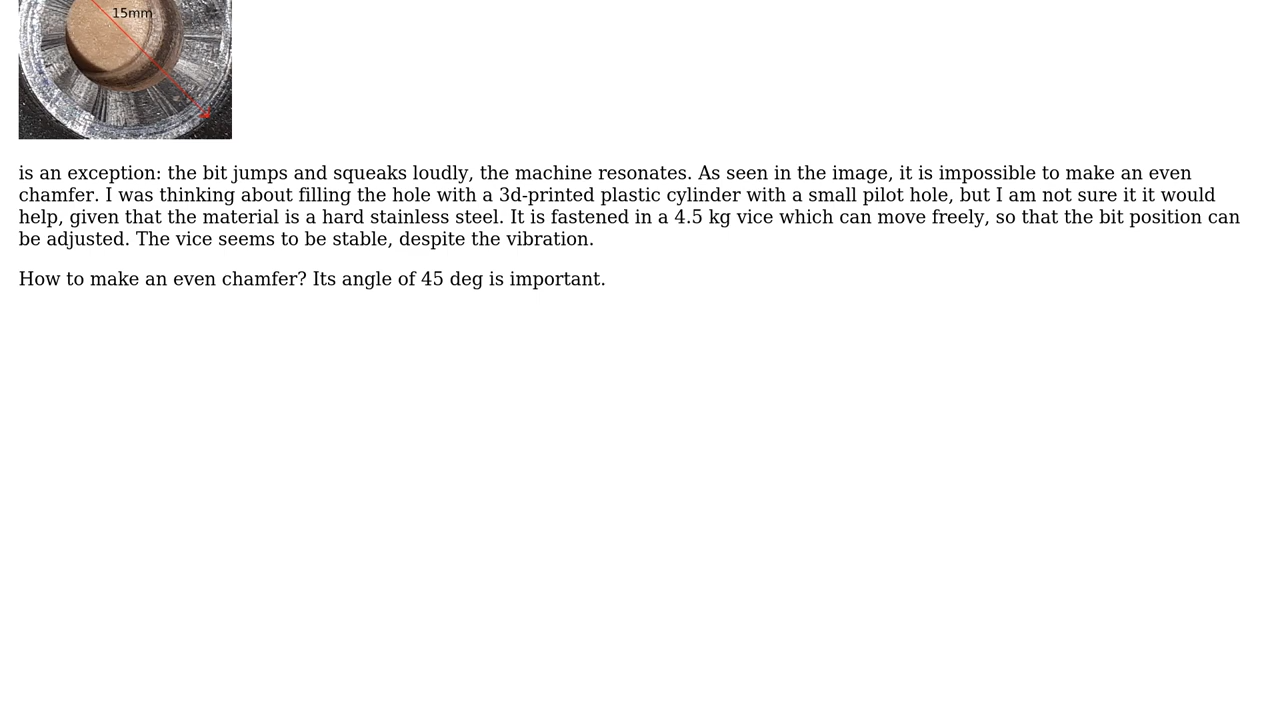 15mm
is an exception: the bit jumps and squeaks loudly, the machine resonates. As seen in the image, it is impossible to make an even
chamfer. I was thinking about filling the hole with a 3d-printed plastic cylinder with a small pilot hole, but I am not sure it it would
help, given that the material is a hard stainless steel. It is fastened in a 4.5 kg vice which can move freely, so that the bit position can
be adjusted. The vice seems to be stable, despite the vibration.
How to make an even chamfer? Its angle of 45 deg is important.